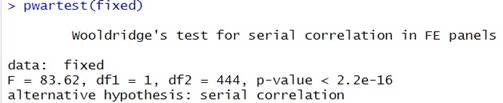 > pwartest(fixed)
Wooldridge's test for serial correlation in FE panels
data:  fixed
F = 83.62, df1 = 1, df2 = 444, p-value < 2.2e-16
alternative hypothesis: serial correlation